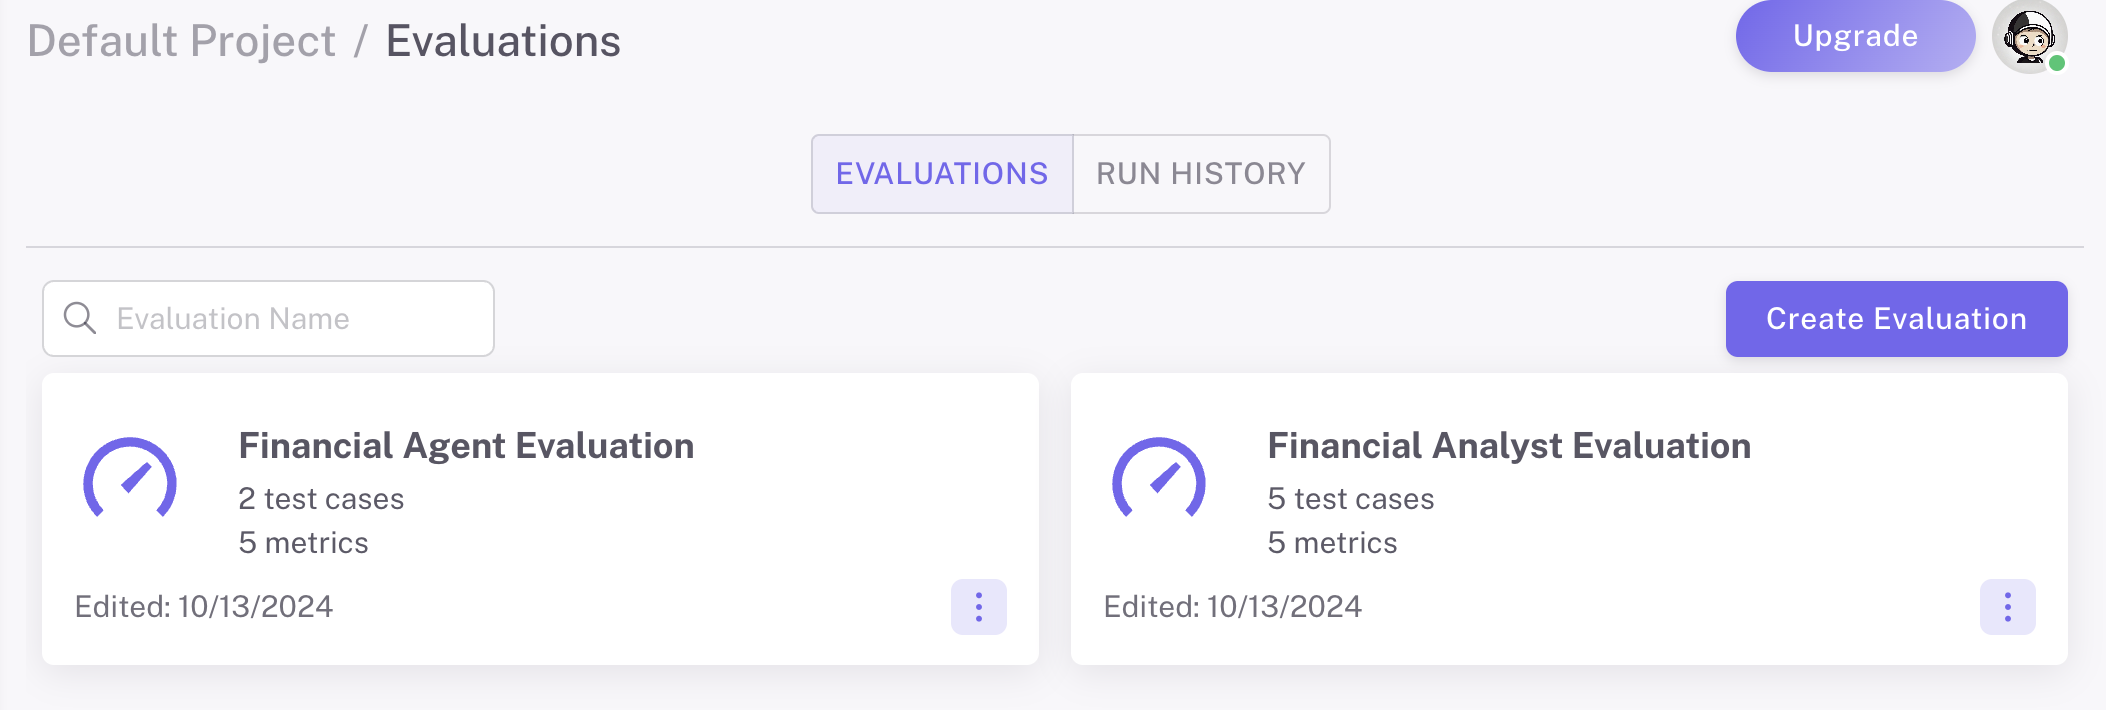 Default Project / Evaluations
Upgrade
EVALUATIONS
RUN HISTORY
Evaluation Name
Create Evaluation
Financial Agent Evaluation
2 test cases
5 metrics
Edited: 10/13/2024
Financial Analyst Evaluation
5 test cases
5 metrics
Edited: 10/13/2024